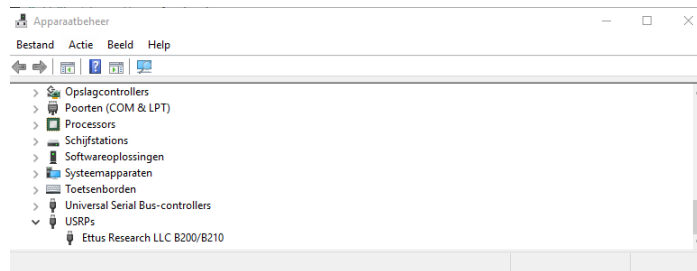 Apparaatbeheer
Bestand Actie Beeld Help
Opslagcontrollers
Poorten (COM & LPT)
Processors
Schijfstations
Softwareoplossingen
Systeemapparaten
Toetsenborden
Universal Serial Bus-controllers
USRPs
Ettus Research LLC B200/B210